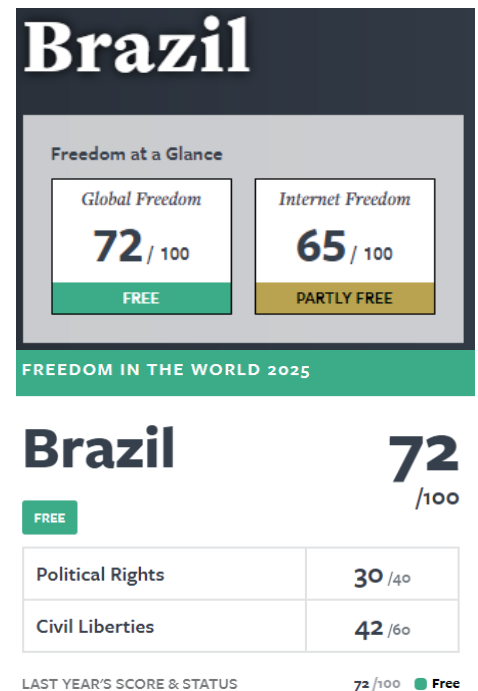 Brazil
Freedom at a Glance
Global Freedom
72 / 100
FREE
Internet Freedom
65 / 100
PARTLY FREE
FREEDOM IN THE WORLD 2025
Brazil
72
/100
FREE
Political Rights 30 /40
Civil Liberties 42 /60
LAST YEAR'S SCORE & STATUS 72 /100 Free